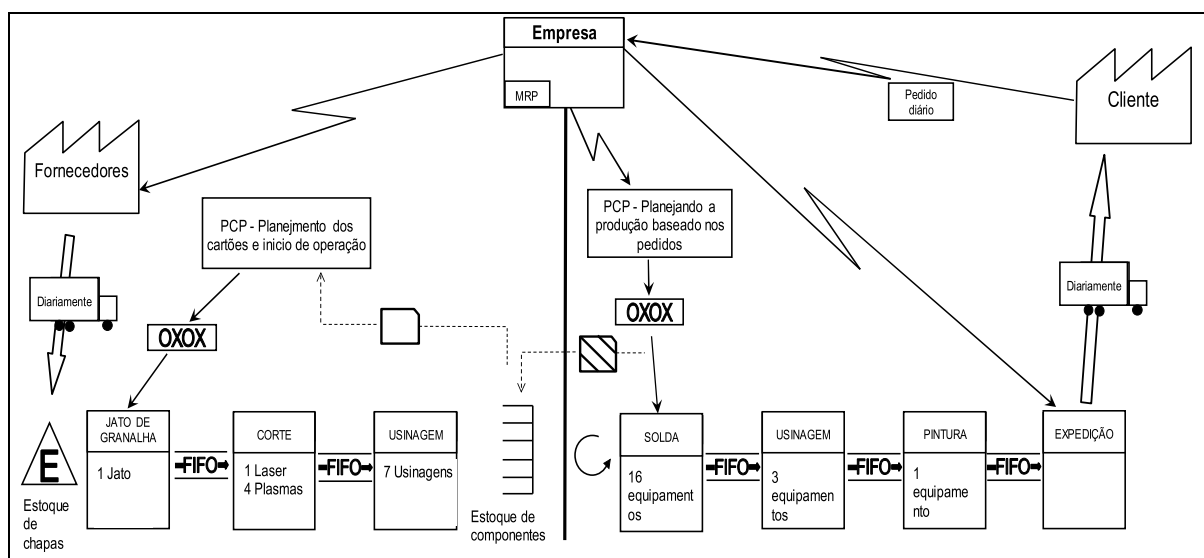 Empresa
MRP
Pedido
diário
Cliente
Fornecedores
PCP - Planejmento dos
cartões e inicio de operação
PCP - Planejando a
produção baseado nos
pedidos
Diariamente
Diariamente
OXOX
OXOX
JATO DE
GRANALHA
1 Jato
FIFO
CORTE
1 Laser
4 Plasmas
FIFO
USINAGEM
7 Usinagens
SOLDA
16
equipament
os
FIFO
USINAGEM
3
equipamen
tos
FIFO
PINTURA
1
equipame
nto
FIFO
EXPEDIÇÃO
E
Estoque
de
chapas
Estoque de
componentes